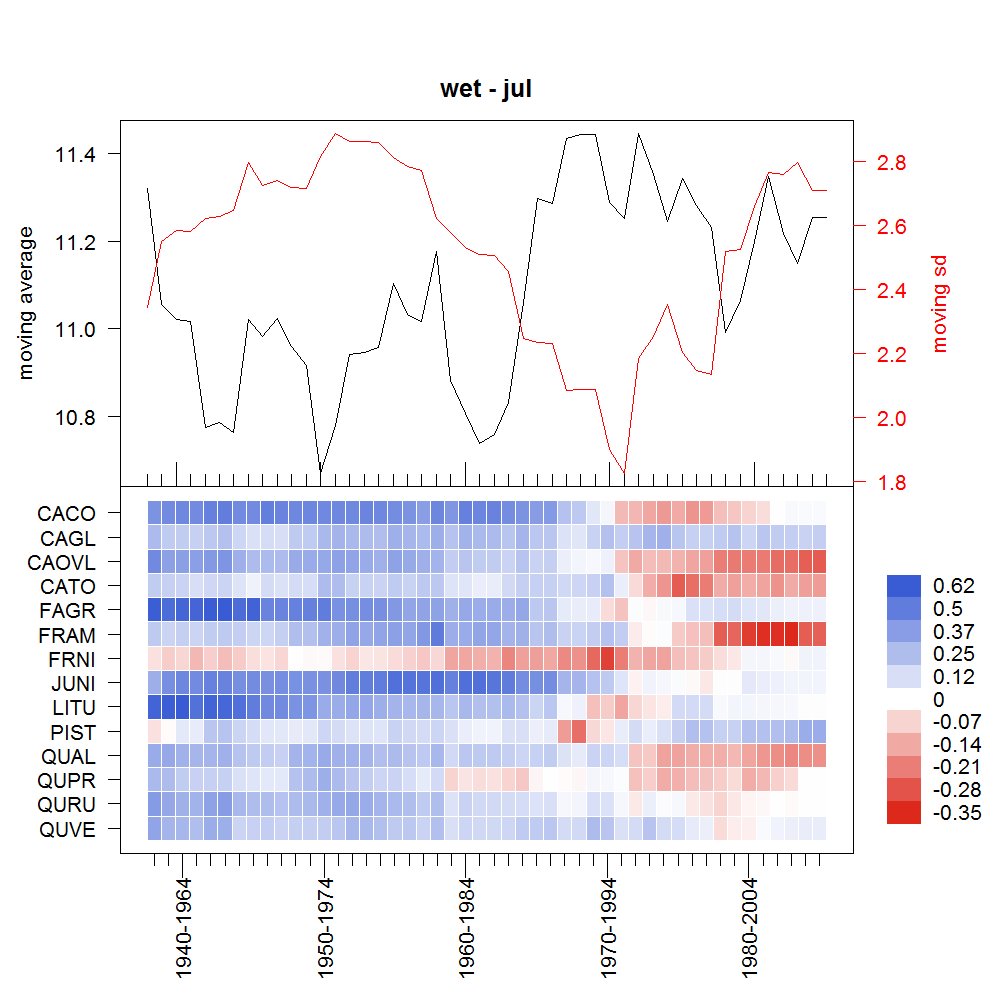 wet - jul
moving average
11.4
11.2
11.0
10.8
2.8
2.6
2.4
2.2
2.0
1.8
moving sd
CACO
CAGL
CAOVL
CATO
FAGR
FRAM
FRNI
JUNI
LITU
PIST
QUAL
QUPR
QURU
QUVE
0.62
0.5
0.37
0.25
0.12
0
-0.07
-0.14
-0.21
-0.28
-0.35
1940-1964
1950-1974
1960-1984
1970-1994
1980-2004